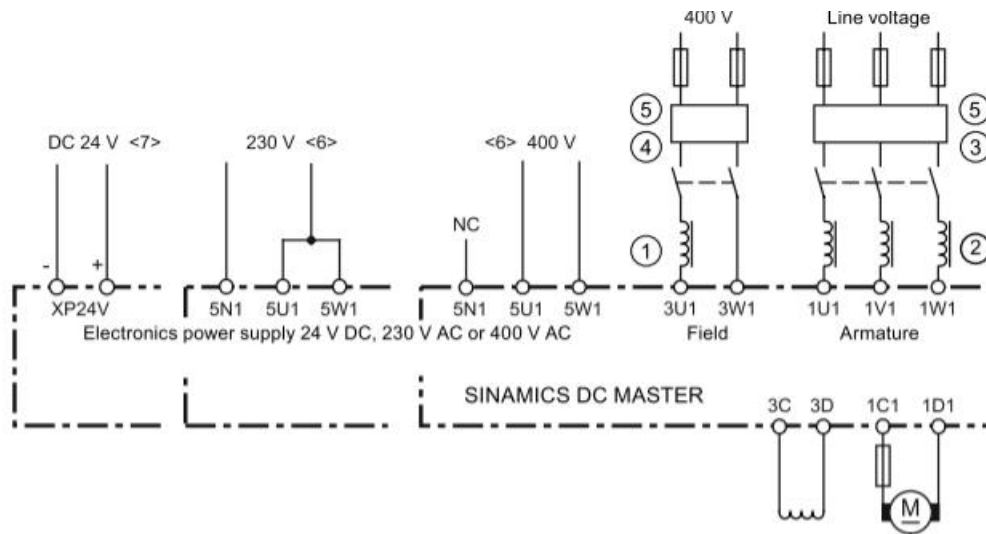 400 V Line voltage
5 5
DC 24 V <7> 230 V <6> <6> 400 V
4 3
NC
1 2
- +
XP24V 5N1 5U1 5W1 5N1 5U1 5W1 3U1 3W1 1U1 1V1 1W1
Electronics power supply 24 V DC, 230 V AC or 400 V AC Field Armature
SINAMICS DC MASTER
3C 3D 1C1 1D1
M